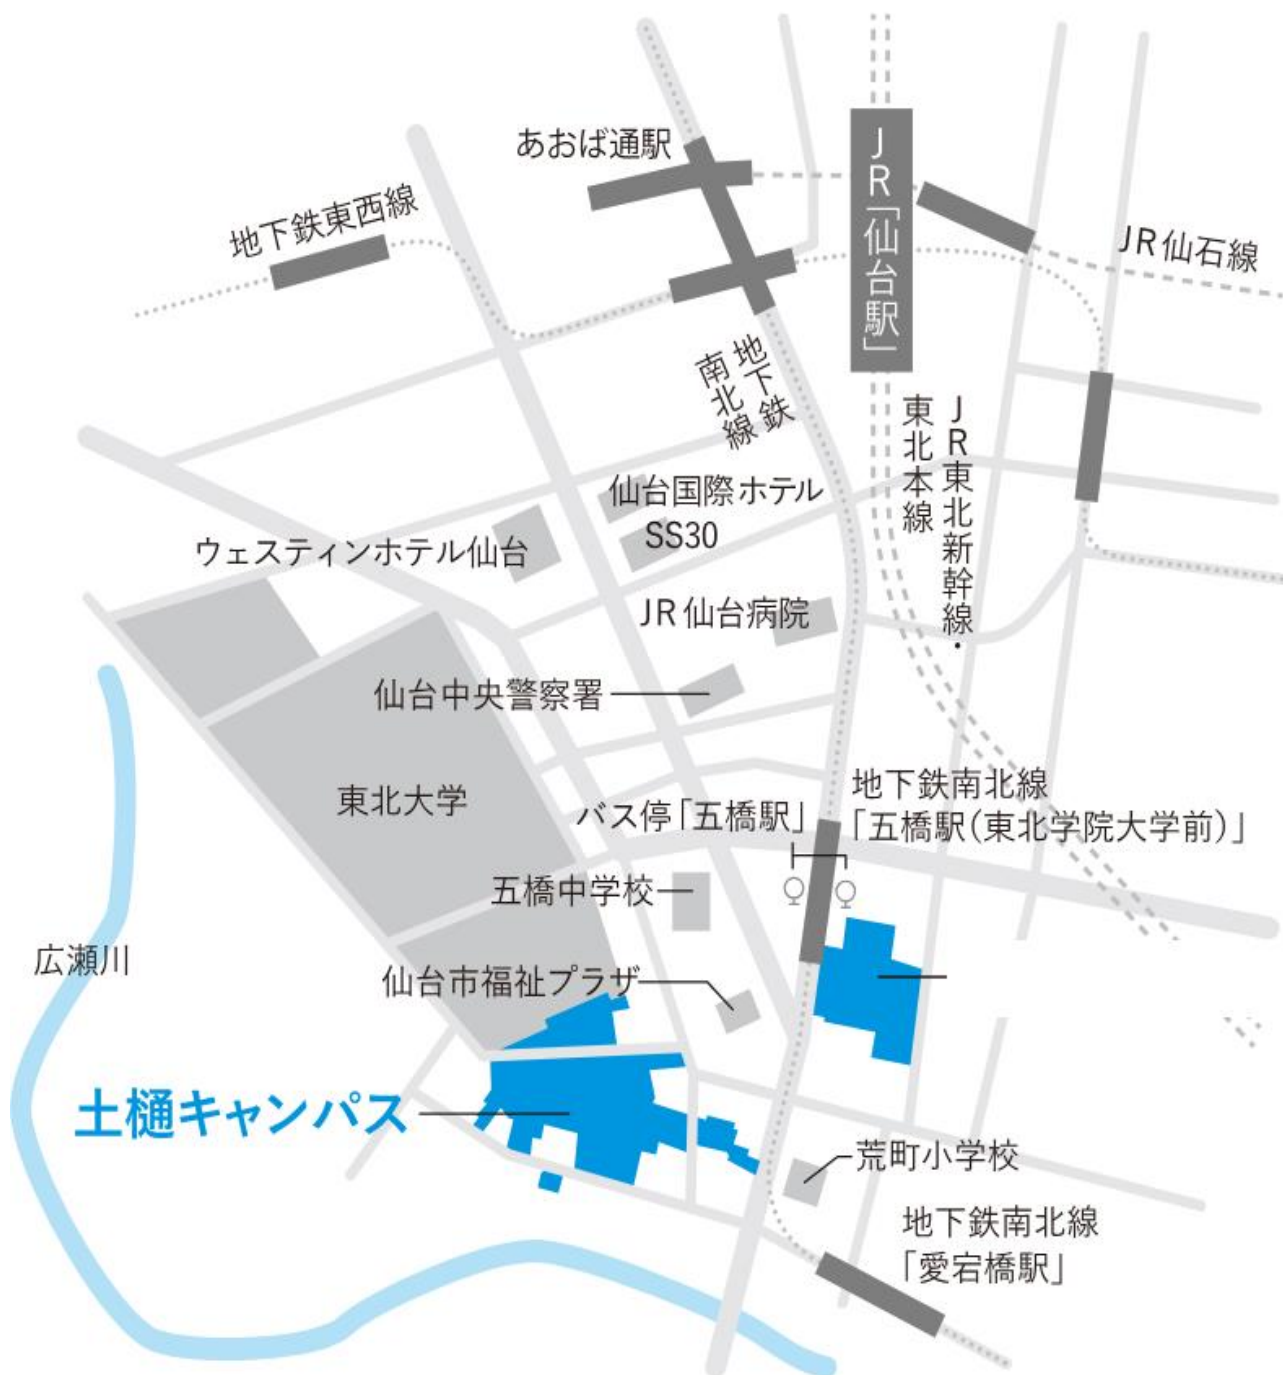 あおば通駅
JR「仙台駅」
地下鉄東西線
JR仙石線
地下鉄
南北線
JR東北新幹線・
東北本線
仙台国際ホテル
SS30
ウェスティンホテル仙台
JR仙台病院
仙台中央警察署
東北大学
地下鉄南北線
「五橋駅（東北学院大学前）」
バス停「五橋駅」
五橋中学校
広瀬川
仙台市福祉プラザ
土樋キャンパス
荒町小学校
地下鉄南北線
「愛宕橋駅」